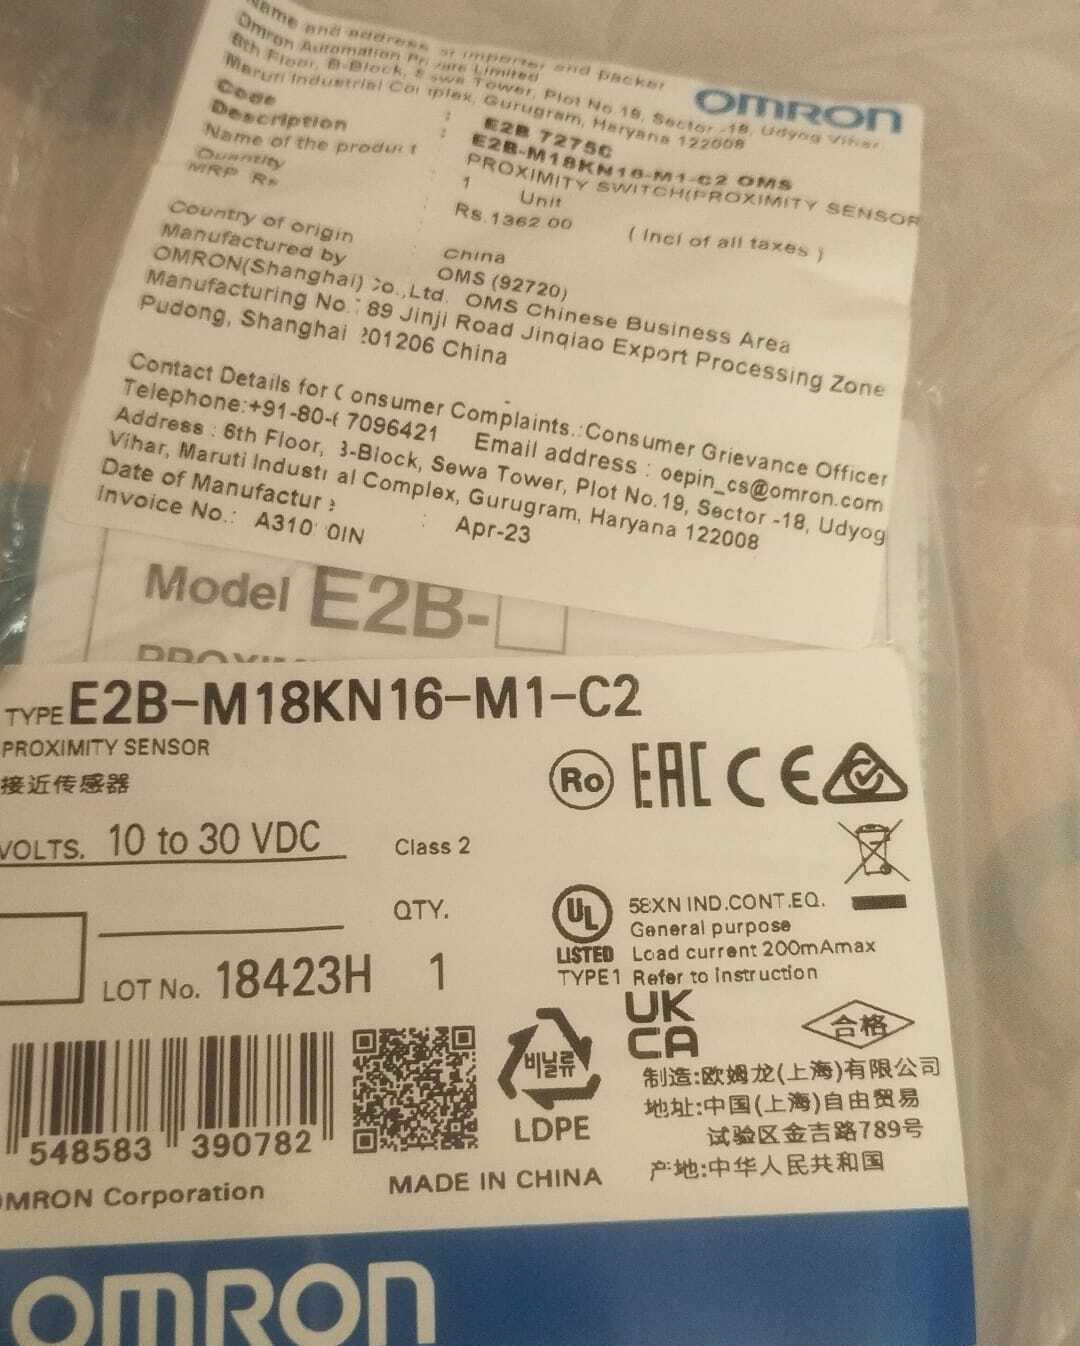 Name and address of importer and packer
Omron Automation Private Limited
6th Floor, B-Block, Sewa Tower, Plot No.19, Sector -18, Udyog Vihar,
Maruti Industrial Complex, Gurugram, Haryana 122008
OMRON
Code : E2B 7275C
Description : E2B-M18KN16-M1-C2 OMS
Name of the product PROXIMITY SWITCH(PROXIMITY SENSOR
Quantity 1 Unit
MRP Rs Rs.1362.00 ( Incl of all taxes )
Country of origin : China
Manufactured by : OMS (92720)
OMRON(Shanghai) Co.,Ltd. OMS Chinese Business Area
Manufacturing No.: 89 Jinji Road Jinqiao Export Processing Zone
Pudong, Shanghai 201206 China
Contact Details for Consumer Complaints.:Consumer Grievance Officer
Telephone:+91-80- 7096421 Email address : oepin_cs@omron.com
Address : 6th Floor, B-Block, Sewa Tower, Plot No.19, Sector -18, Udyog
Vihar, Maruti Industrial Complex, Gurugram, Haryana 122008
Date of Manufacture : Apr-23
Invoice No.: A310 0IN
Model E2B-
TYPE E2B-M18KN16-M1-C2
PROXIMITY SENSOR
接近传感器
Ro EAC CE
VOLTS. 10 to 30 VDC Class 2
QTY.
LOT No. 18423H 1
UL LISTED
58XN IND.CONT.EQ.
General purpose
Load current 200mAmax
TYPE1 Refer to instruction
UK
CA
合格
비닐류
LDPE
制造:欧姆龙(上海)有限公司
地址:中国(上海)自由贸易
试验区金吉路789号
产地:中华人民共和国
548583 390782
OMRON Corporation
MADE IN CHINA
OMRON